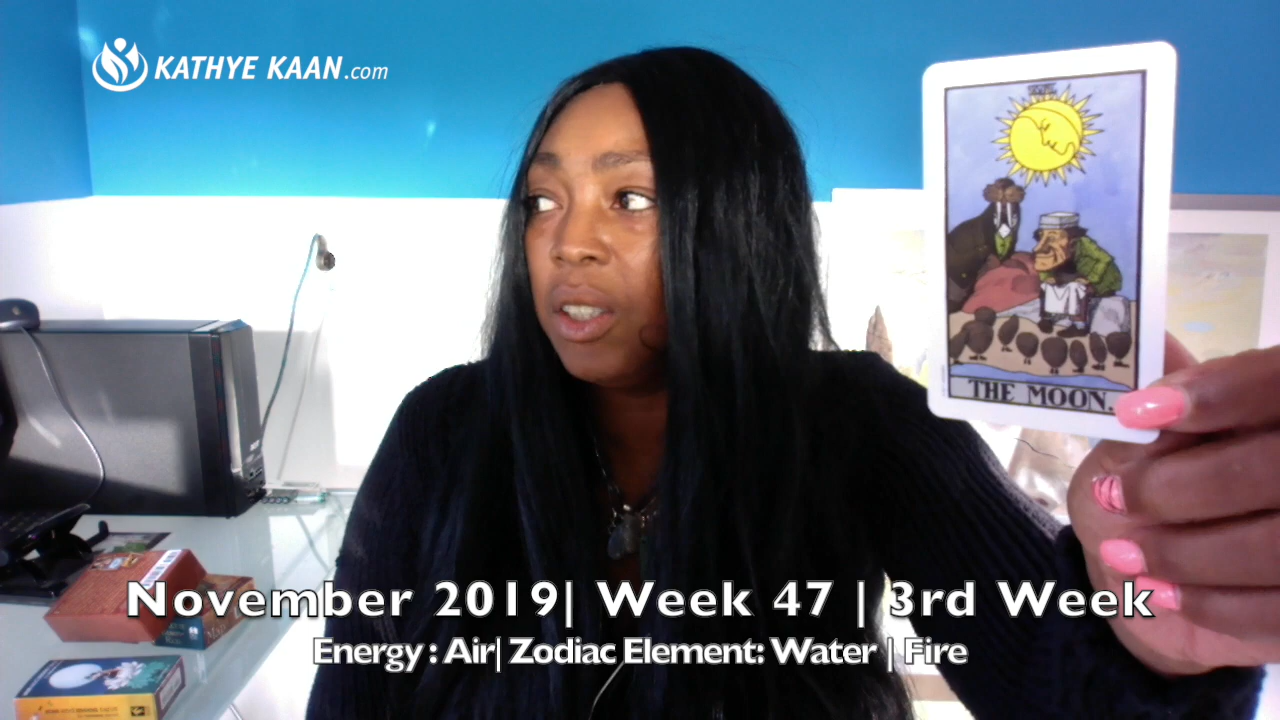 KATHYE KAAN.com
THE MOON.
November 2019| Week 47 | 3rd Week
Energy : Air| Zodiac Element: Water | Fire